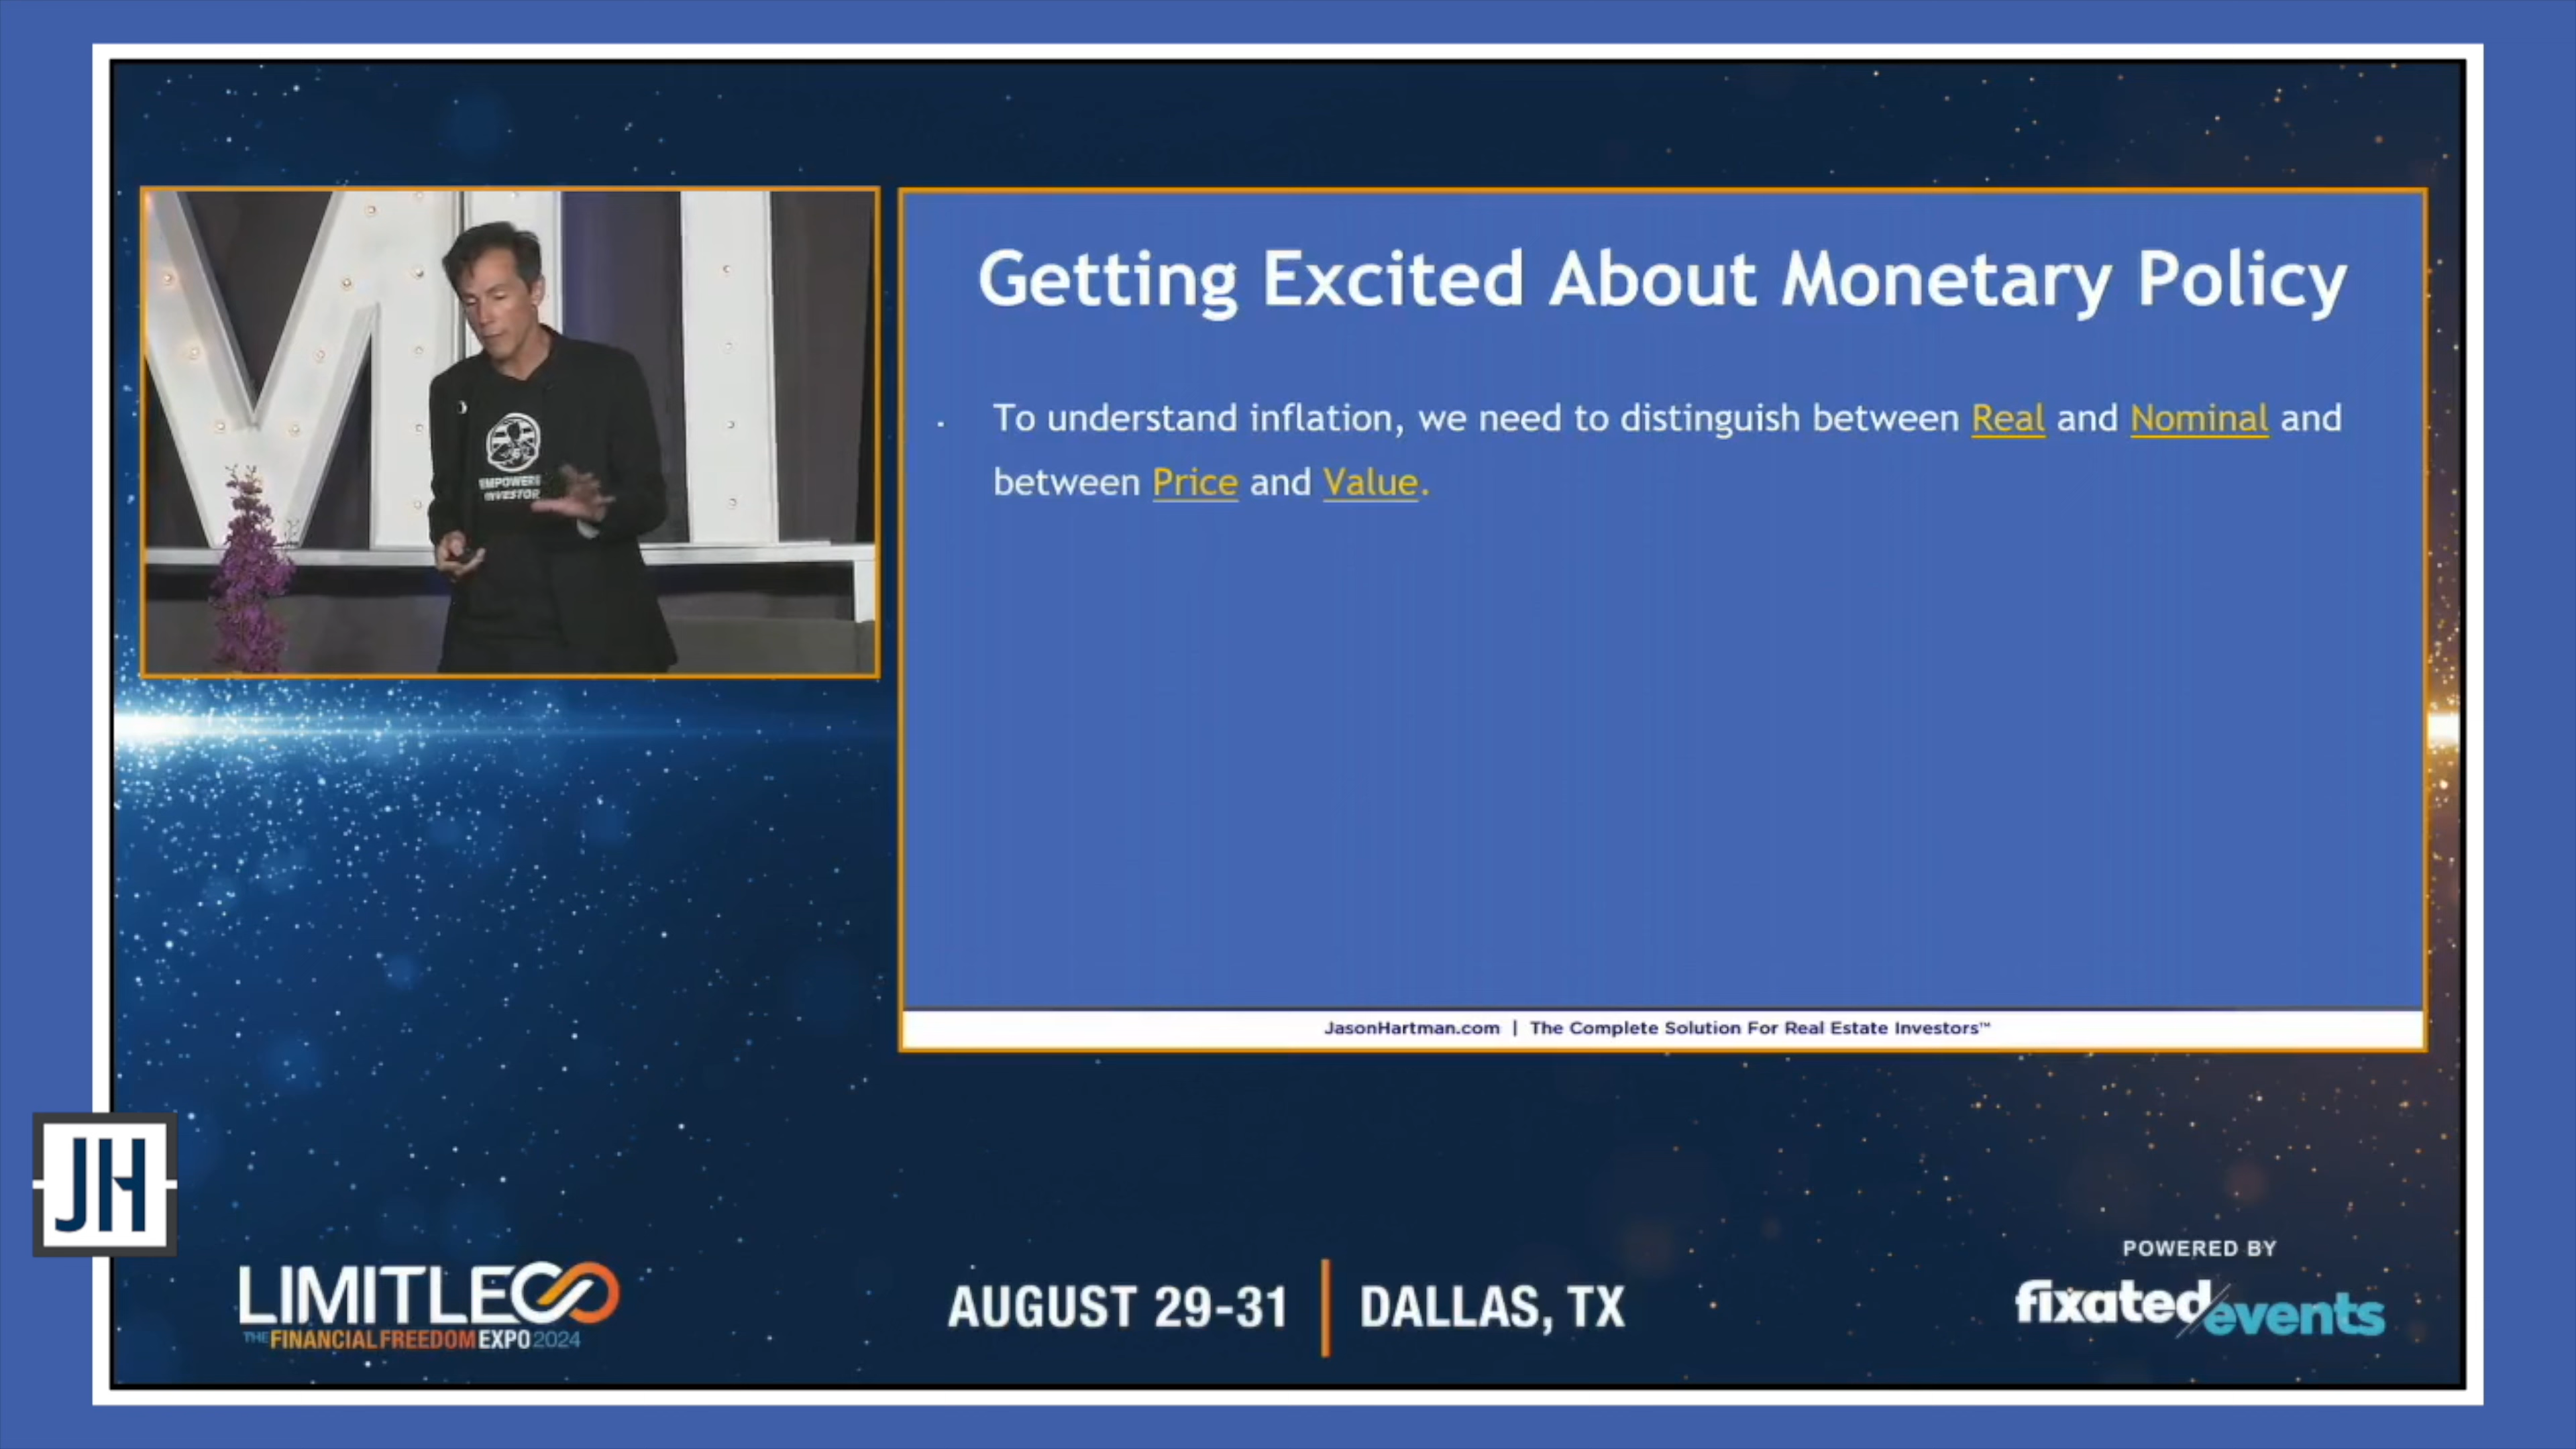 Getting Excited About Monetary Policy
To understand inflation, we need to distinguish between Real and Nominal and
between Price and Value.
JasonHartman.com | The Complete Solution For Real Estate Investors™
EMPOWERED
INVESTOR
JH
LIMITLESS
THE FINANCIAL FREEDOM EXPO 2024
AUGUST 29-31 | DALLAS, TX
POWERED BY
fixated events